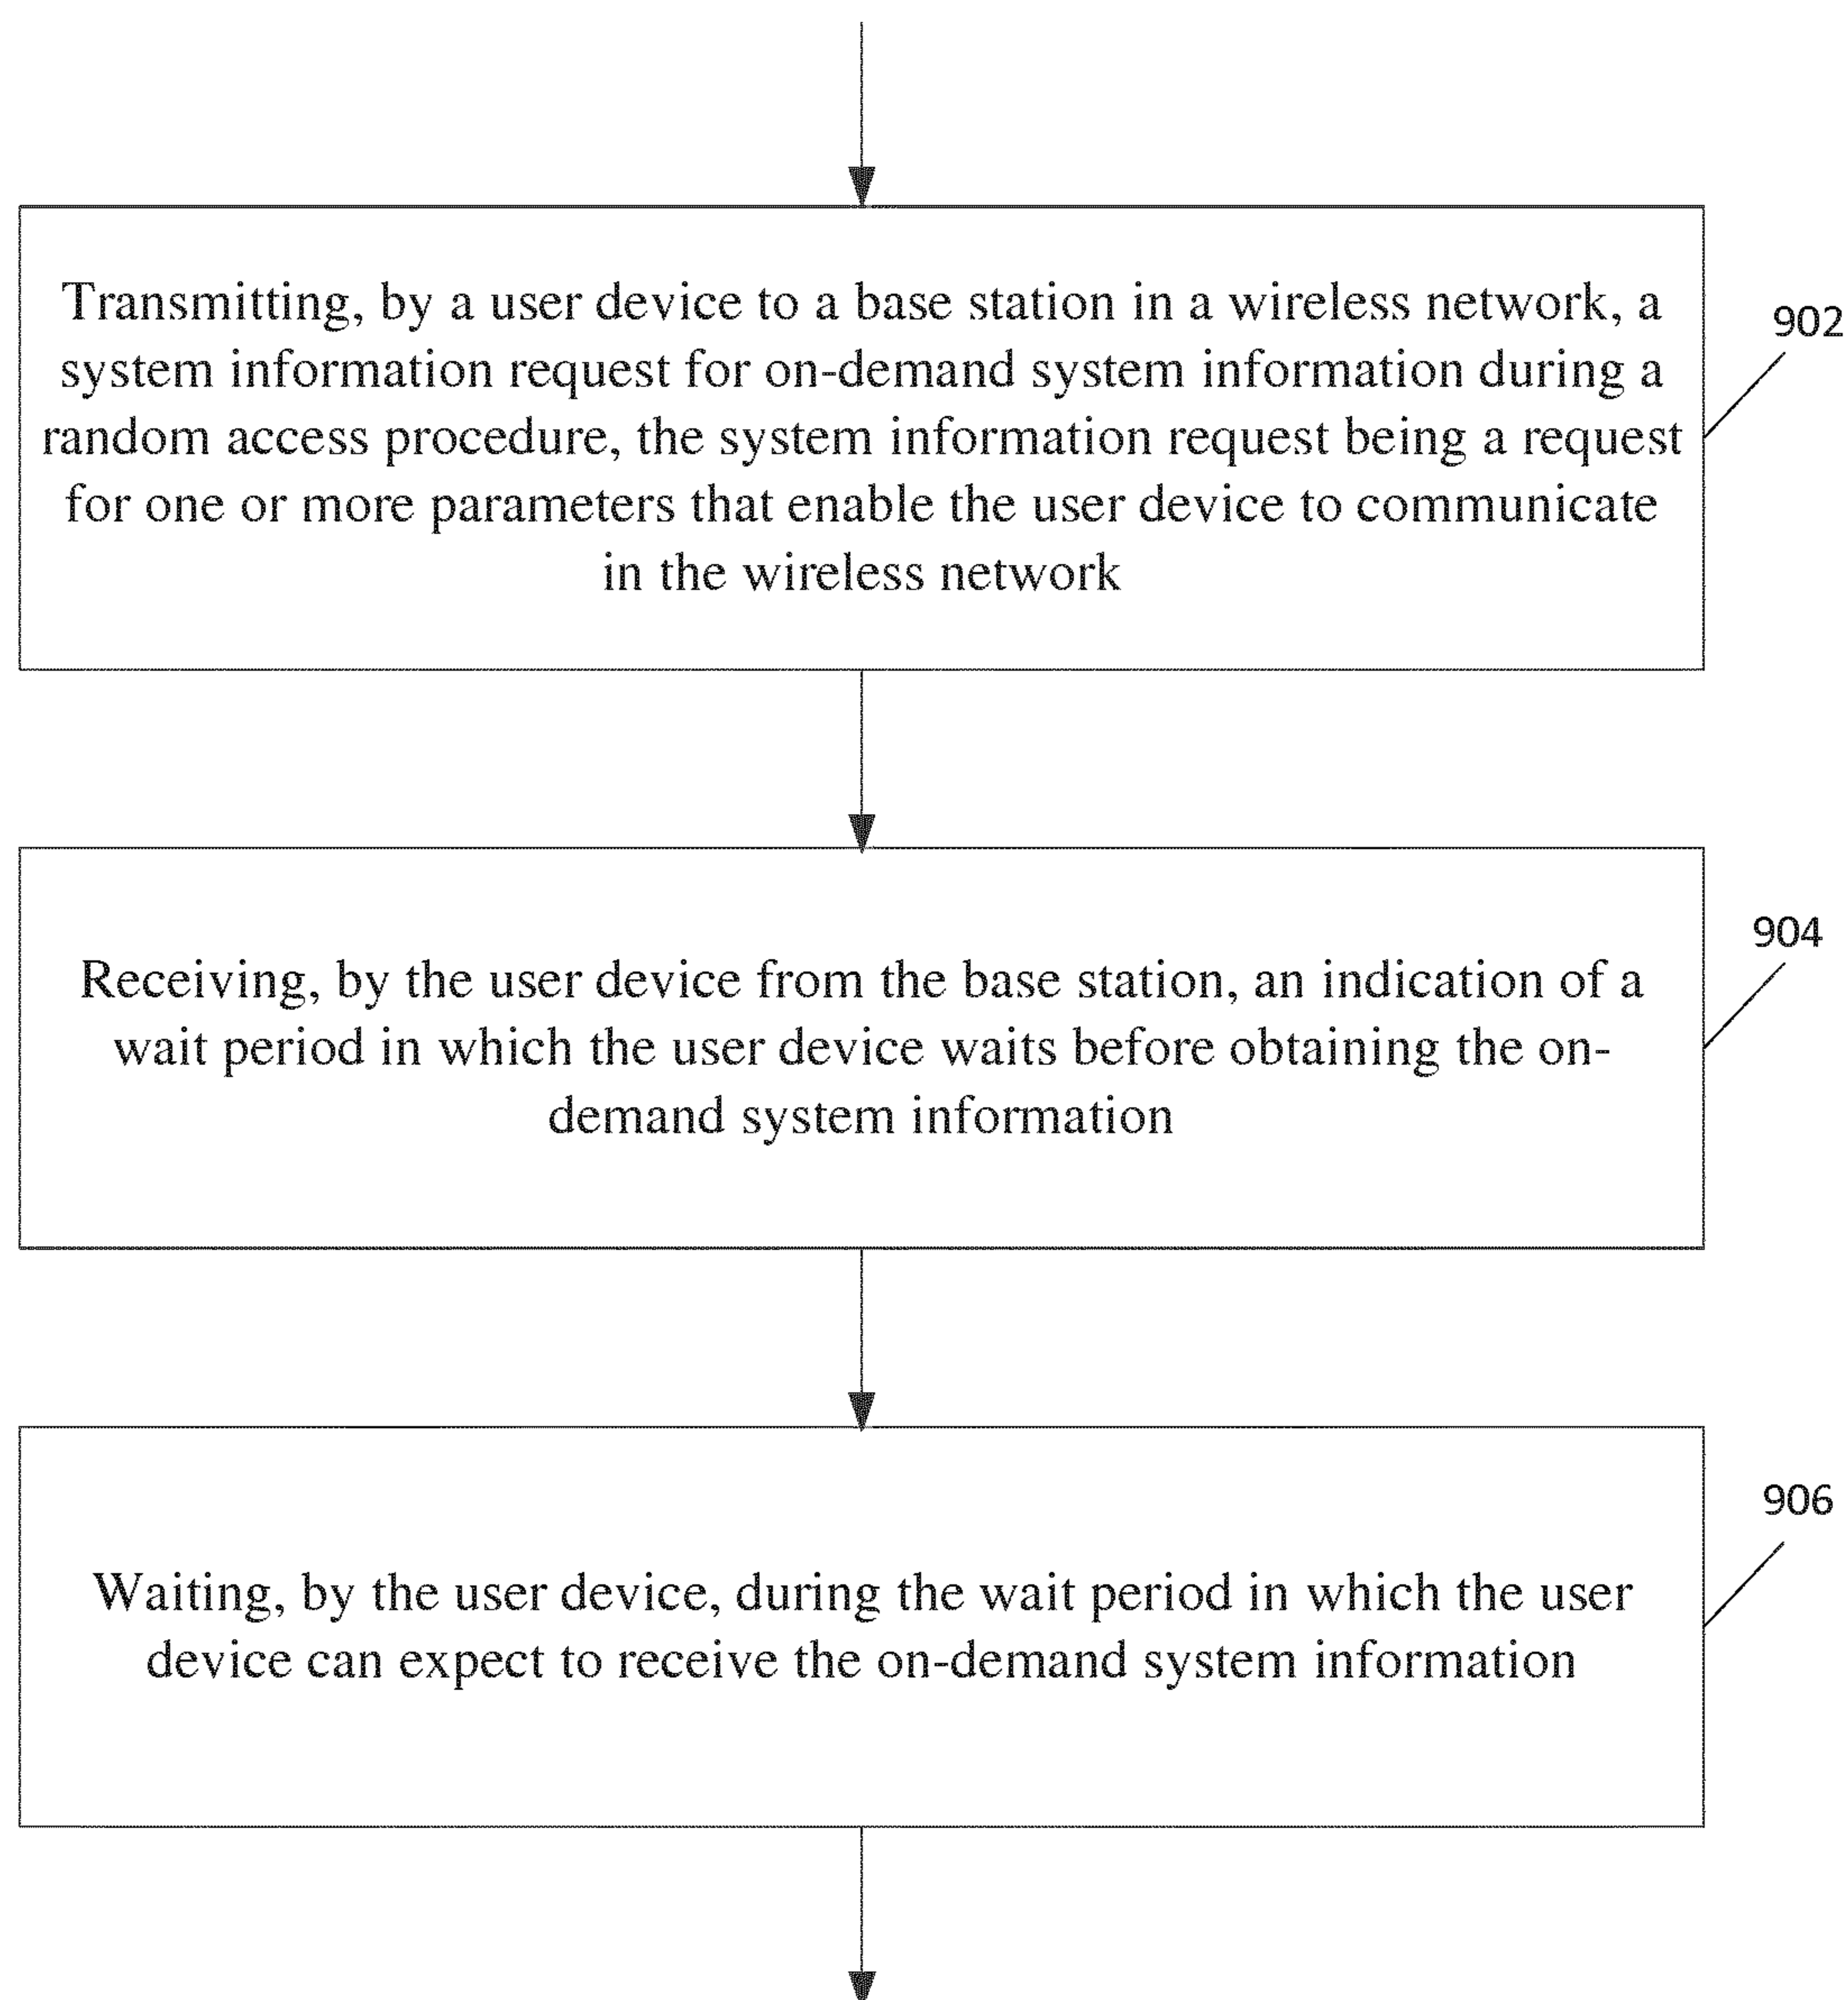 Transmitting, by a user device to a base station in a wireless network, a
system information request for on-demand system information during a
random access procedure, the system information request being a request
for one or more parameters that enable the user device to communicate
in the wireless network
902
Receiving, by the user device from the base station, an indication of a
wait period in which the user device waits before obtaining the on-
demand system information
904
Waiting, by the user device, during the wait period in which the user
device can expect to receive the on-demand system information
906